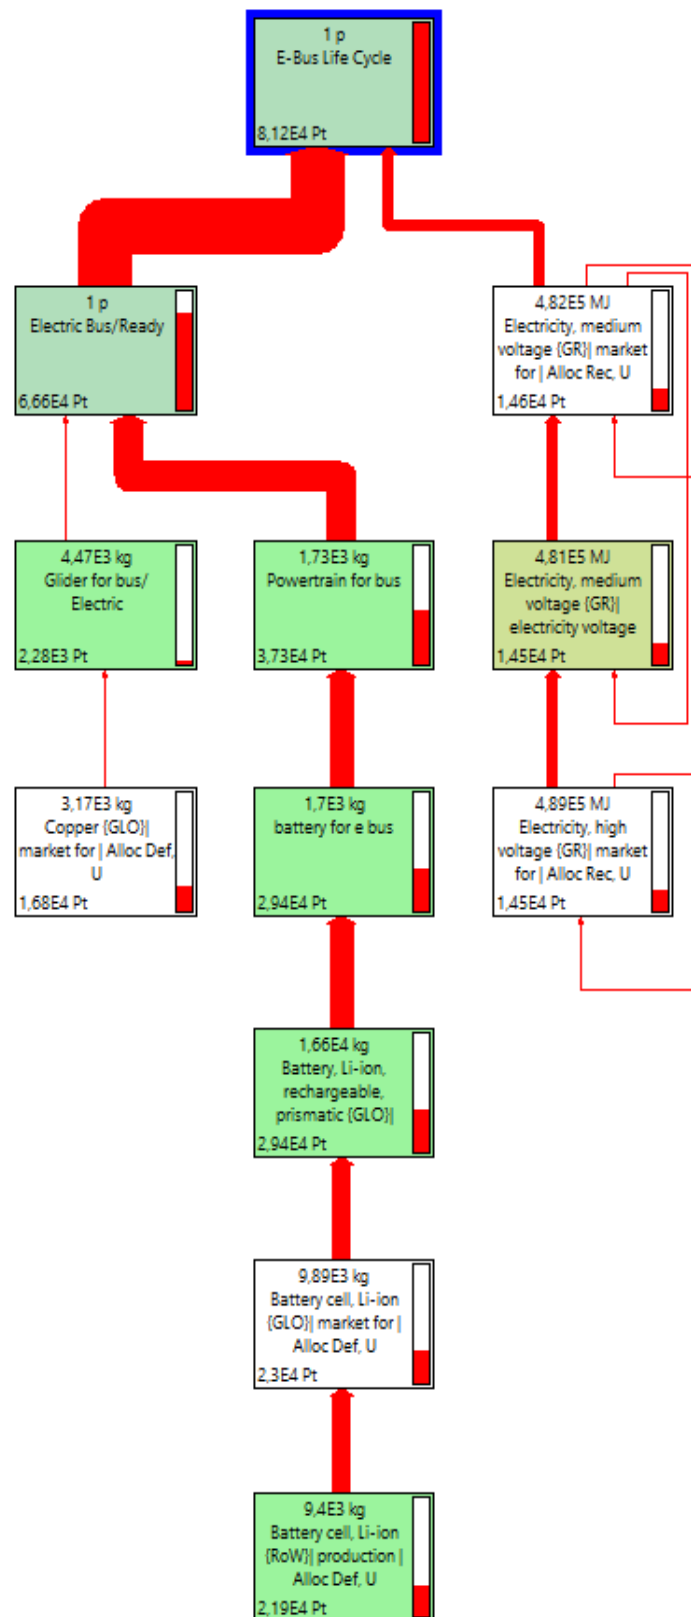 1 p
E-Bus Life Cycle
8,12E4 Pt
1 p
Electric Bus/Ready
6,66E4 Pt
4,82E5 MJ
Electricity, medium
voltage {GR}| market
for | Alloc Rec, U
1,46E4 Pt
4,47E3 kg
Glider for bus/
Electric
2,28E3 Pt
1,73E3 kg
Powertrain for bus
3,73E4 Pt
4,81E5 MJ
Electricity, medium
voltage {GR}|
electricity voltage
1,45E4 Pt
3,17E3 kg
Copper {GLO}|
market for | Alloc Def,
U
1,68E4 Pt
1,7E3 kg
battery for e bus
2,94E4 Pt
4,89E5 MJ
Electricity, high
voltage {GR}| market
for | Alloc Rec, U
1,45E4 Pt
1,66E4 kg
Battery, Li-ion,
rechargeable,
prismatic {GLO}|
2,94E4 Pt
9,89E3 kg
Battery cell, Li-ion
{GLO}| market for |
Alloc Def, U
2,3E4 Pt
9,4E3 kg
Battery cell, Li-ion
{RoW}| production |
Alloc Def, U
2,19E4 Pt